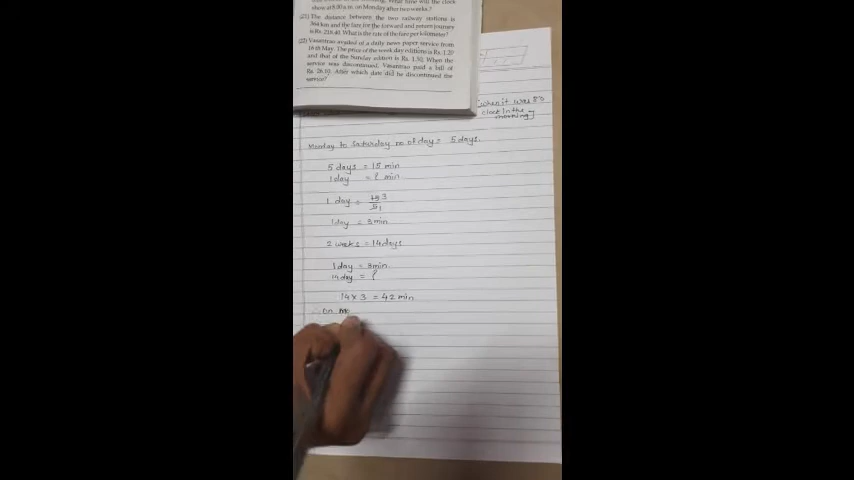 show at 8.00 a.m. on Monday after two weeks?
(21) The distance between the two railway stations is
364 km and the fare for the forward and return journey
is Rs. 218.40. What is the rate of the fare per kilometer?
(22) Vasantrao availed of a daily news paper service from
16th May. The price of the week day editions is Rs. 1.20
and that of the Sunday edition is Rs. 1.50. When the
service was discontinued, Vasantrao paid a bill of
Rs. 26.10. After which date did he discontinued the
service?
when it was 8 o
clock in the
morning]
Monday to Saturday no of day = 5 days.
5 days = 15 min
1 day = ? min
1 day = 15 3
5 1
1 day = 3 min
2 weeks = 14 days
1 day = 3 min
14 day = ?
14 x 3 = 42 min
∴ on Mo